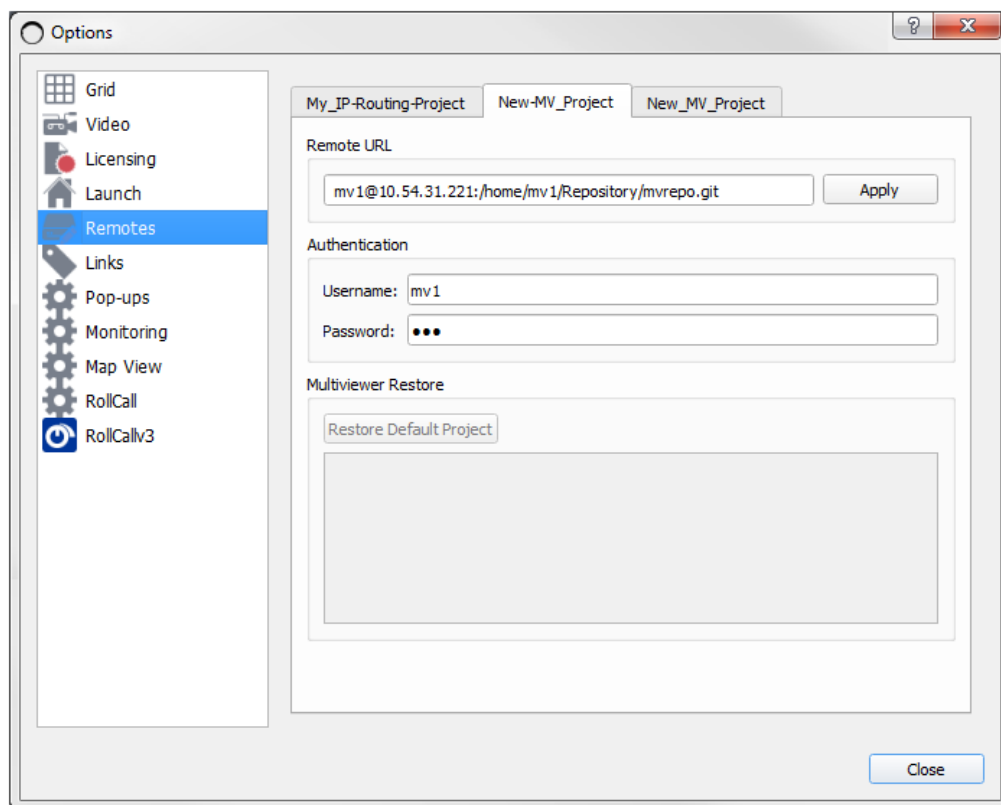 Options
?
Grid
Video
Licensing
Launch
Remotes
Links
Pop-ups
Monitoring
Map View
RollCall
RollCallv3
My_IP-Routing-Project
New-MV_Project
New_MV_Project
Remote URL
mv1@10.54.31.221:/home/mv1/Repository/mvrepo.git
Apply
Authentication
Username: mv1
Password: •••
Multiviewer Restore
Restore Default Project
Close